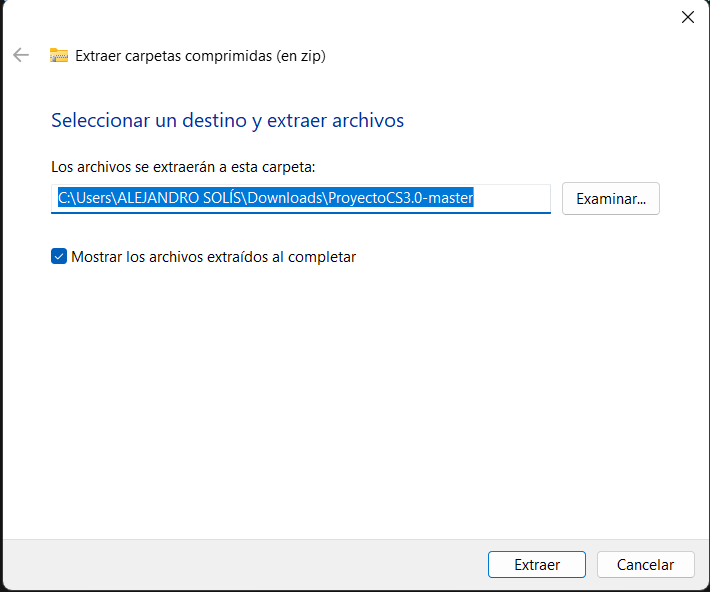 Extraer carpetas comprimidas (en zip)
Seleccionar un destino y extraer archivos
Los archivos se extraerán a esta carpeta:
C:\Users\ALEJANDRO SOLÍS\Downloads\ProyectoCS3.0-master
Examinar...
Mostrar los archivos extraídos al completar
Extraer
Cancelar